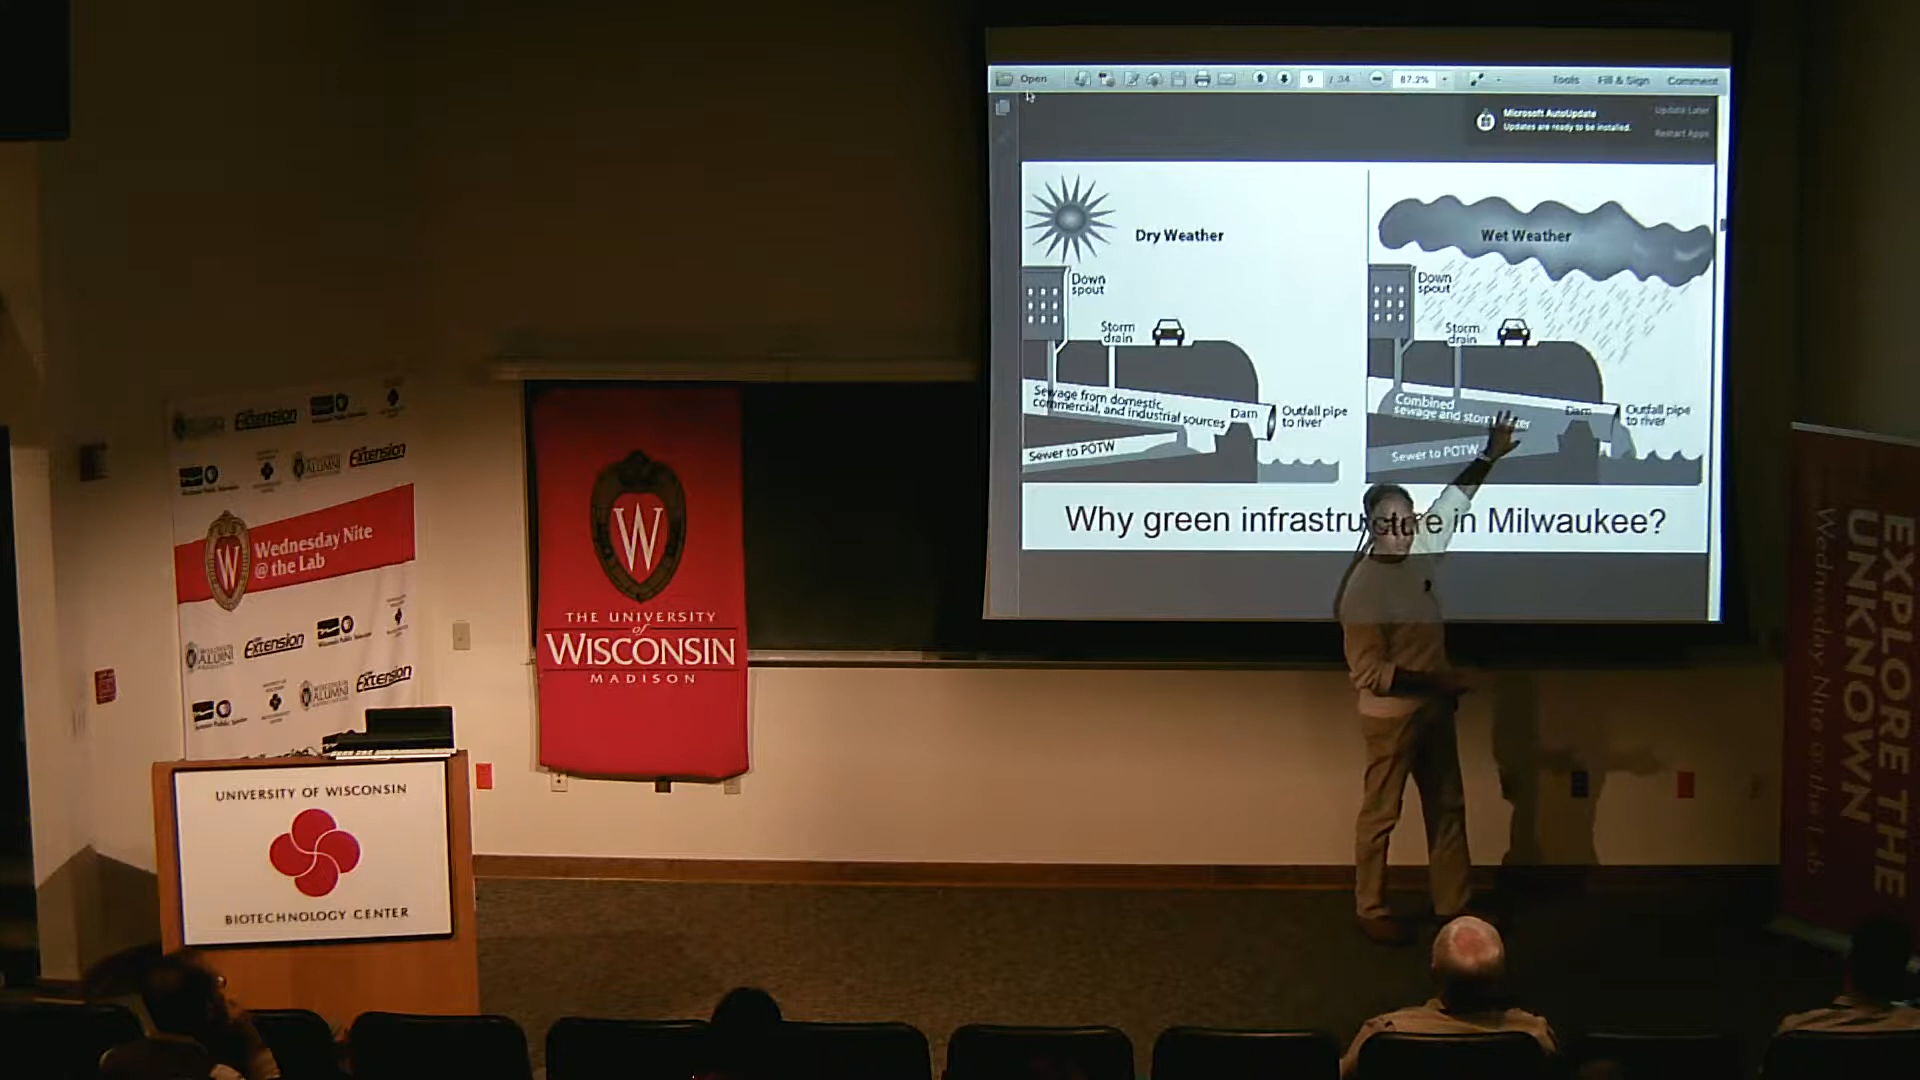 Open
9 / 34
87.2%
Tools
Fill & Sign
Comment
Microsoft AutoUpdate
Updates are ready to be installed.
Update Later
Restart Apps
Dry Weather
Down
spout
Storm
drain
Sewage from domestic,
commercial, and industrial sources
Dam
Outfall pipe
to river
Sewer to POTW
Wet Weather
Down
spout
Storm
drain
Combined
sewage and storm
Dam
Outfall pipe
to river
Sewer to POTW
Why green infrastructure in Milwaukee?
Extension
Extension
ALUMNI
W
Wednesday Nite
@ the Lab
Extension
ALUMNI
Extension
W
THE UNIVERSITY
of
WISCONSIN
MADISON
UNIVERSITY OF WISCONSIN
BIOTECHNOLOGY CENTER
EXPLORE THE
UNKNOWN
Wednesday Nite @ the Lab